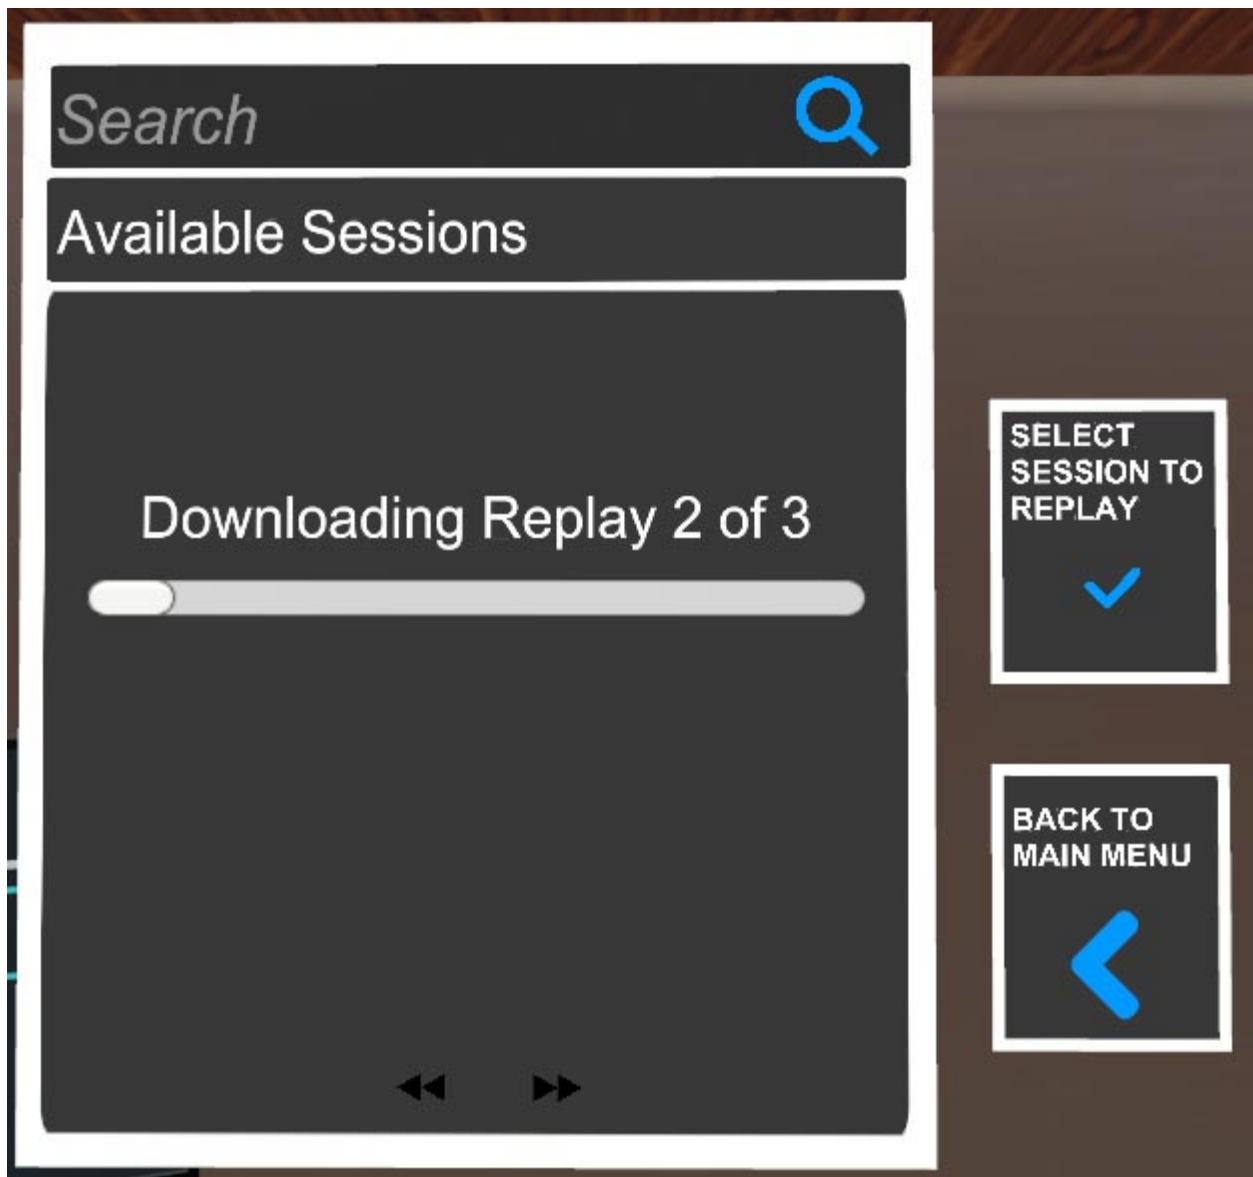 Search
Available Sessions
Downloading Replay 2 of 3
SELECT
SESSION TO
REPLAY
BACK TO
MAIN MENU